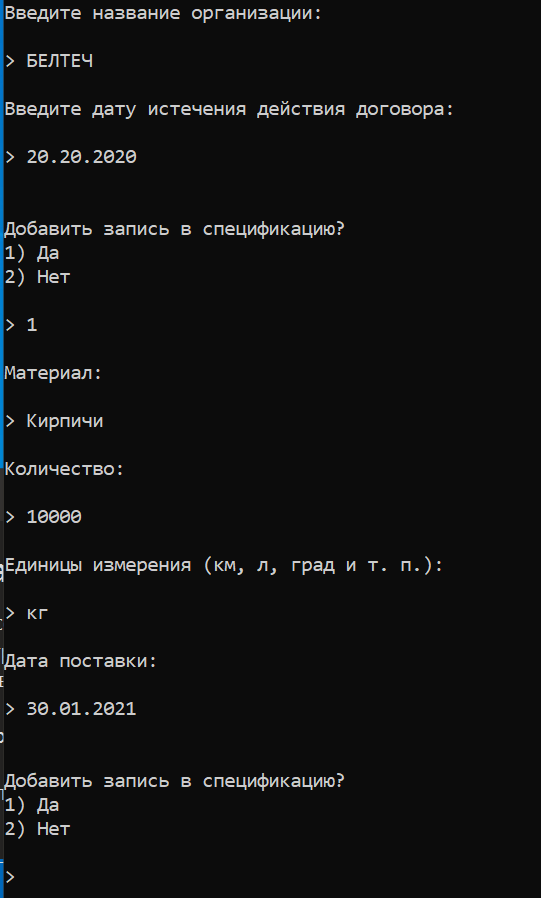 Введите название организации:
> БЕЛТЕЧ
Введите дату истечения действия договора:
> 20.20.2020
Добавить запись в спецификацию?
1) Да
2) Нет
> 1
Материал:
> Кирпичи
Количество:
> 10000
Единицы измерения (км, л, град и т. п.):
> кг
Дата поставки:
> 30.01.2021
Добавить запись в спецификацию?
1) Да
2) Нет
>